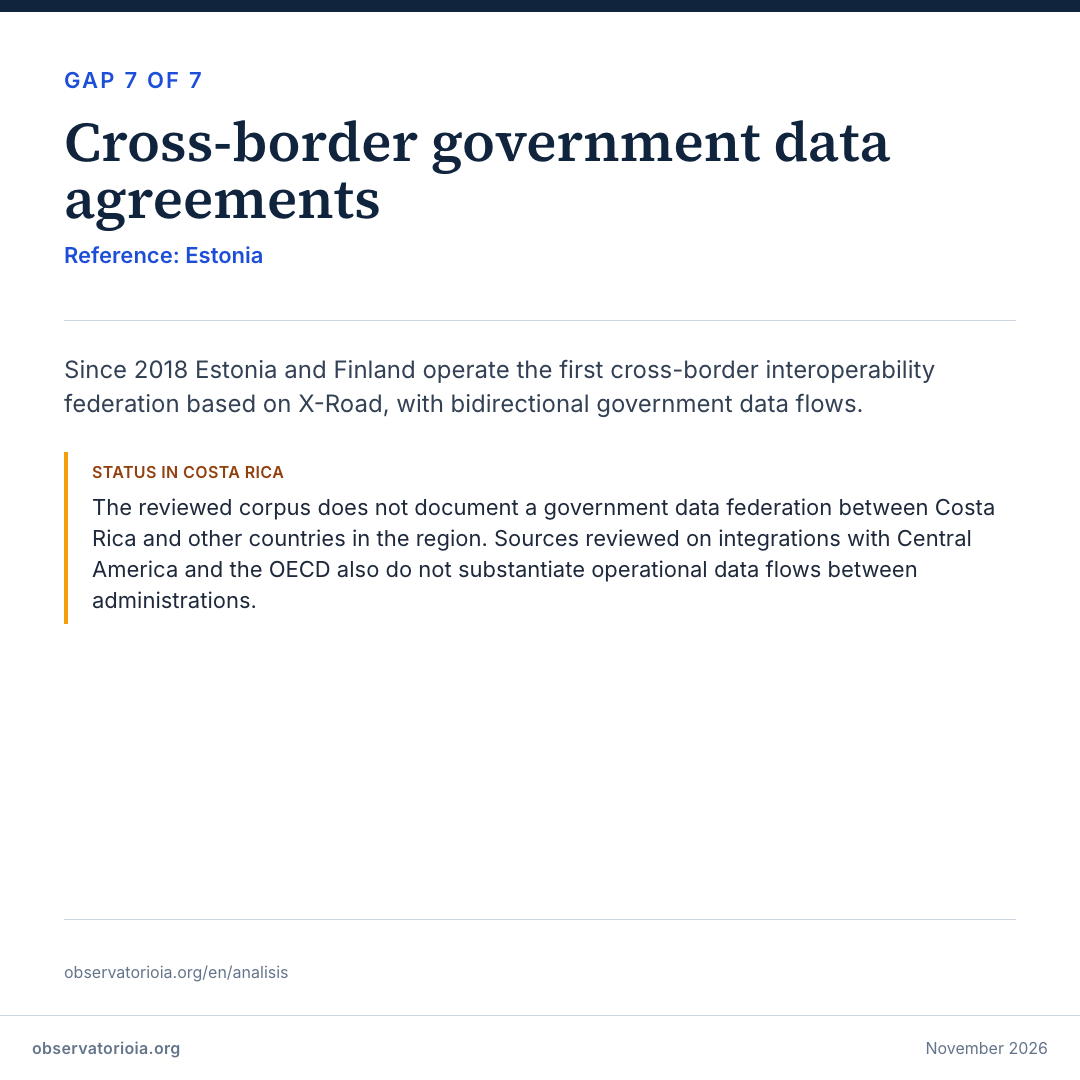 GAP 7 OF 7
Cross-border government data
agreements
Reference: Estonia
Since 2018 Estonia and Finland operate the first cross-border interoperability
federation based on X-Road, with bidirectional government data flows.
STATUS IN COSTA RICA
The reviewed corpus does not document a government data federation between Costa
Rica and other countries in the region. Sources reviewed on integrations with Central
America and the OECD also do not substantiate operational data flows between
administrations.
observatorioia.org/en/analisis
observatorioia.org
November 2026